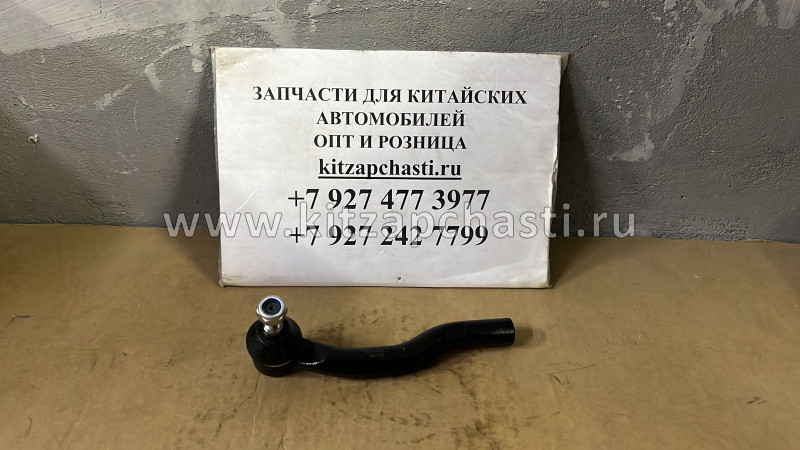 ЗАПЧАСТИ ДЛЯ КИТАЙСКИХ
АВТОМОБИЛЕЙ
ОПТ И РОЗНИЦА
kitzapchasti.ru
+7 927 477 3977
www.kitzapchasti.ru
+7 927 242 7799